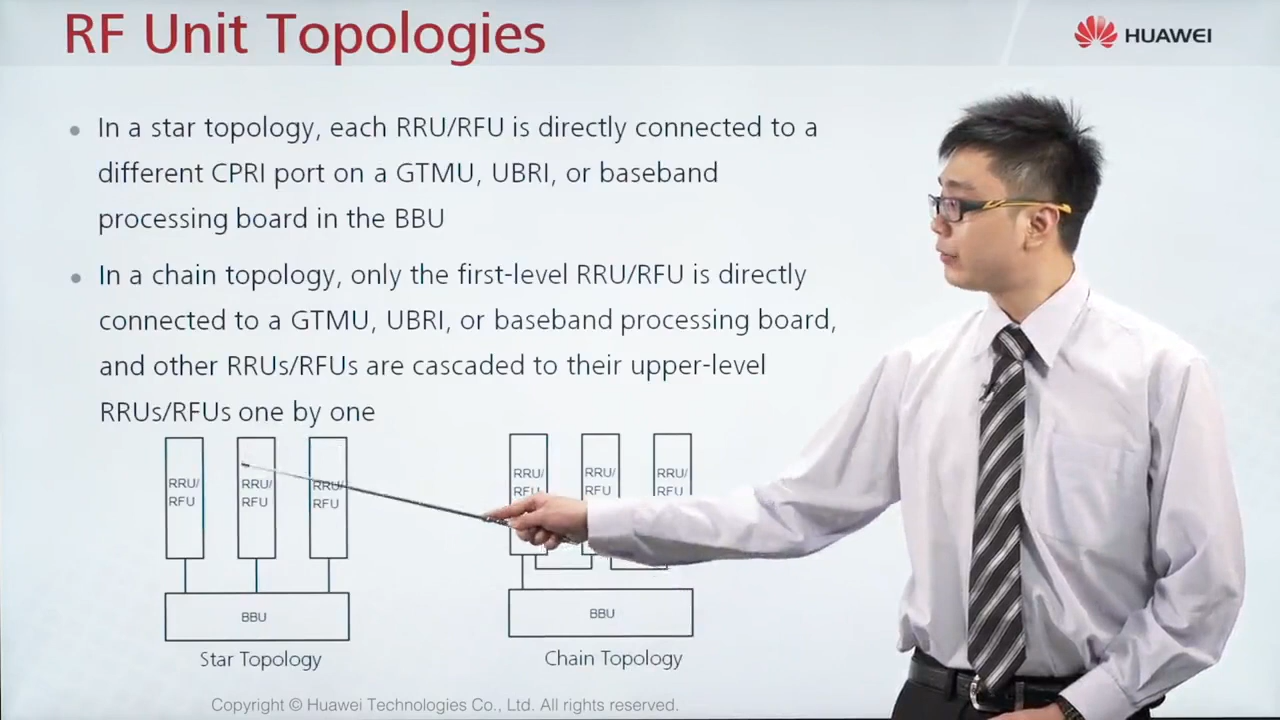 RF Unit Topologies
HUAWEI
In a star topology, each RRU/RFU is directly connected to a
different CPRI port on a GTMU, UBRI, or baseband
processing board in the BBU
In a chain topology, only the first-level RRU/RFU is directly
connected to a GTMU, UBRI, or baseband processing board,
and other RRUs/RFUs are cascaded to their upper-level
RRUs/RFUs one by one
RRU/
RFU
RRU/
RFU
RRU/
RFU
BBU
Star Topology
RRU/
RFU
RRU/
RFU
RRU/
BBU
Chain Topology
Copyright © Huawei Technologies Co., Ltd. All rights reserved.